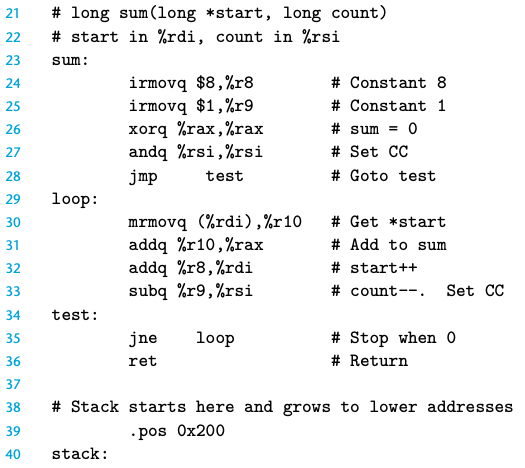 21 # long sum(long *start, long count)
22 # start in %rdi, count in %rsi
23 sum:
24 irmovq $8,%r8 # Constant 8
25 irmovq $1,%r9 # Constant 1
26 xorq %rax,%rax # sum = 0
27 andq %rsi,%rsi # Set CC
28 jmp test # Goto test
29 loop:
30 mrmovq (%rdi),%r10 # Get *start
31 addq %r10,%rax # Add to sum
32 addq %r8,%rdi # start++
33 subq %r9,%rsi # count--. Set CC
34 test:
35 jne loop # Stop when 0
36 ret # Return
37
38 # Stack starts here and grows to lower addresses
39 .pos 0x200
40 stack: